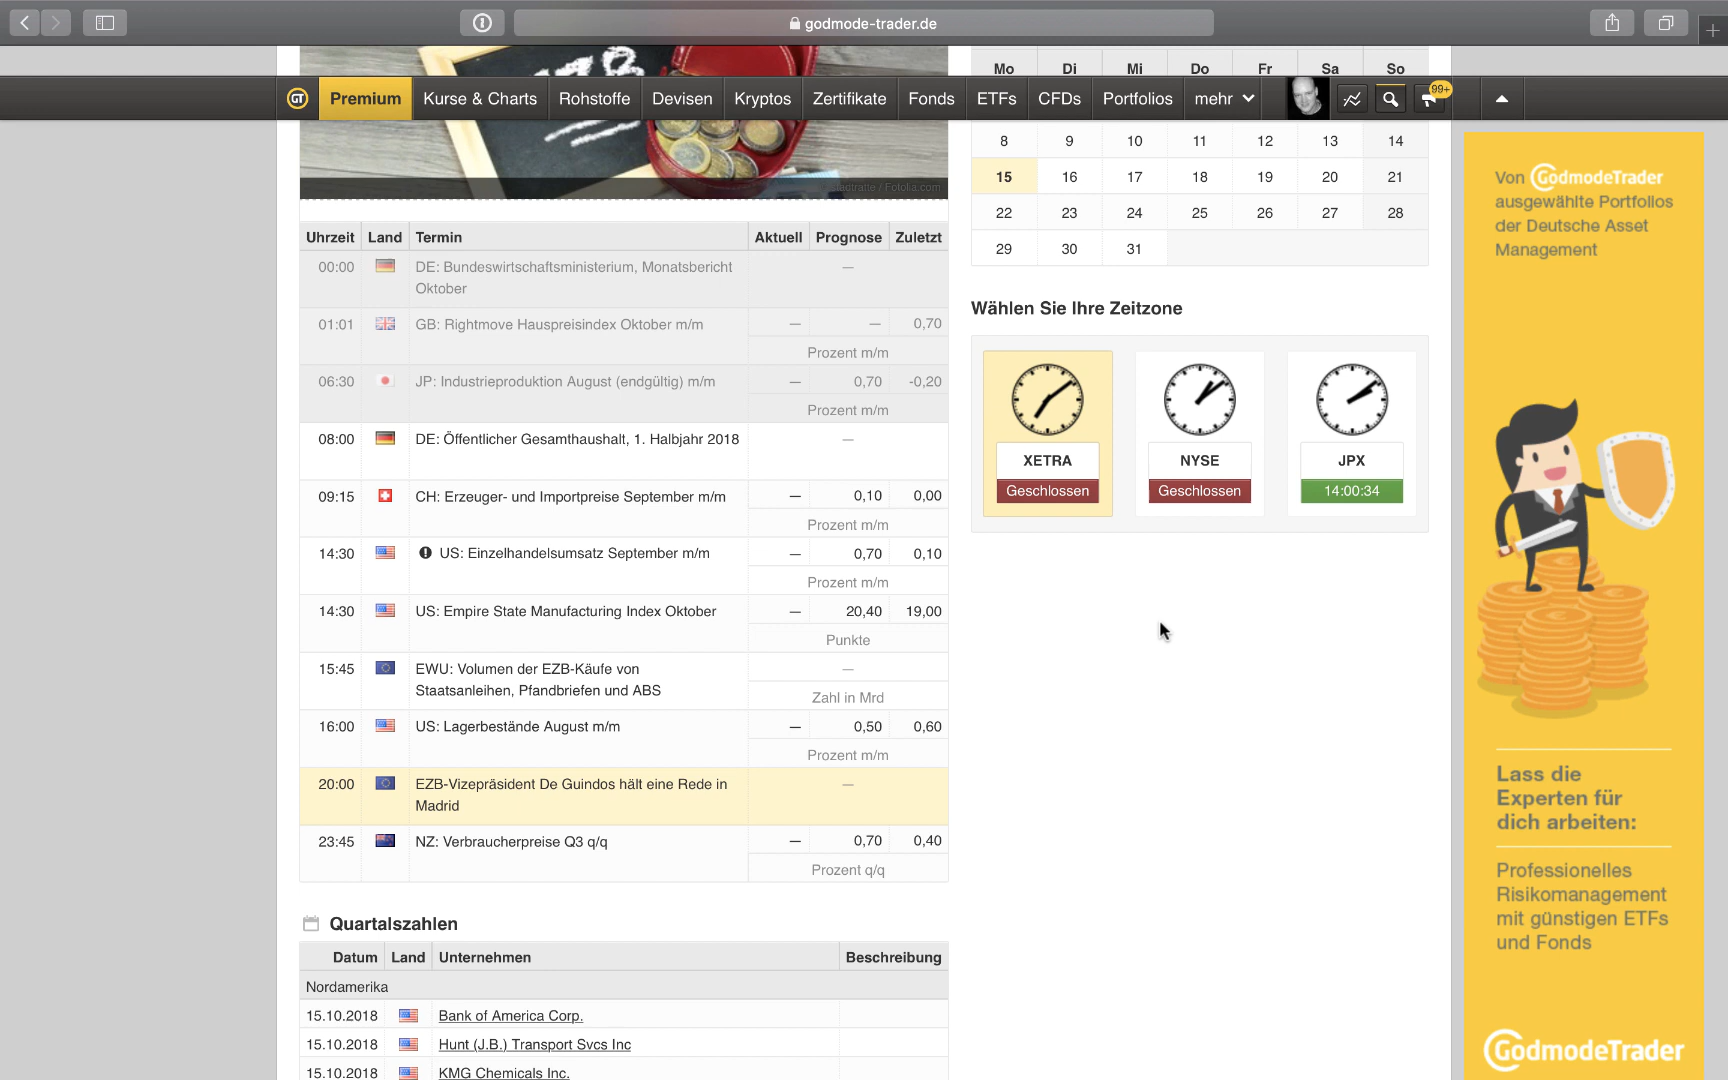 godmode-trader.de
Mo Di Mi Do Fr Sa So
GT Premium Kurse & Charts Rohstoffe Devisen Kryptos Zertifikate Fonds ETFs CFDs Portfolios mehr 99+
8 9 10 11 12 13 14
15 16 17 18 19 20 21
22 23 24 25 26 27 28
29 30 31
/ Fotolia.com
Uhrzeit Land Termin Aktuell Prognose Zuletzt
00:00 DE: Bundeswirtschaftsministerium, Monatsbericht —
Oktober
01:01 GB: Rightmove Hauspreisindex Oktober m/m — — 0,70
Prozent m/m
06:30 JP: Industrieproduktion August (endgültig) m/m — 0,70 -0,20
Prozent m/m
08:00 DE: Öffentlicher Gesamthaushalt, 1. Halbjahr 2018 —
09:15 CH: Erzeuger- und Importpreise September m/m — 0,10 0,00
Prozent m/m
14:30 US: Einzelhandelsumsatz September m/m — 0,70 0,10
Prozent m/m
14:30 US: Empire State Manufacturing Index Oktober — 20,40 19,00
Punkte
15:45 EWU: Volumen der EZB-Käufe von —
Staatsanleihen, Pfandbriefen und ABS
Zahl in Mrd
16:00 US: Lagerbestände August m/m — 0,50 0,60
Prozent m/m
20:00 EZB-Vizepräsident De Guindos hält eine Rede in —
Madrid
23:45 NZ: Verbraucherpreise Q3 q/q — 0,70 0,40
Prozent q/q
Quartalszahlen
Datum Land Unternehmen Beschreibung
Nordamerika
15.10.2018 Bank of America Corp.
15.10.2018 Hunt (J.B.) Transport Svcs Inc
15.10.2018 KMG Chemicals Inc.
Wählen Sie Ihre Zeitzone
XETRA NYSE JPX
Geschlossen Geschlossen 14:00:34
Von GodmodeTrader
ausgewählte Portfolios
der Deutsche Asset
Management
Lass die
Experten für
dich arbeiten:
Professionelles
Risikomanagement
mit günstigen ETFs
und Fonds
GodmodeTrader